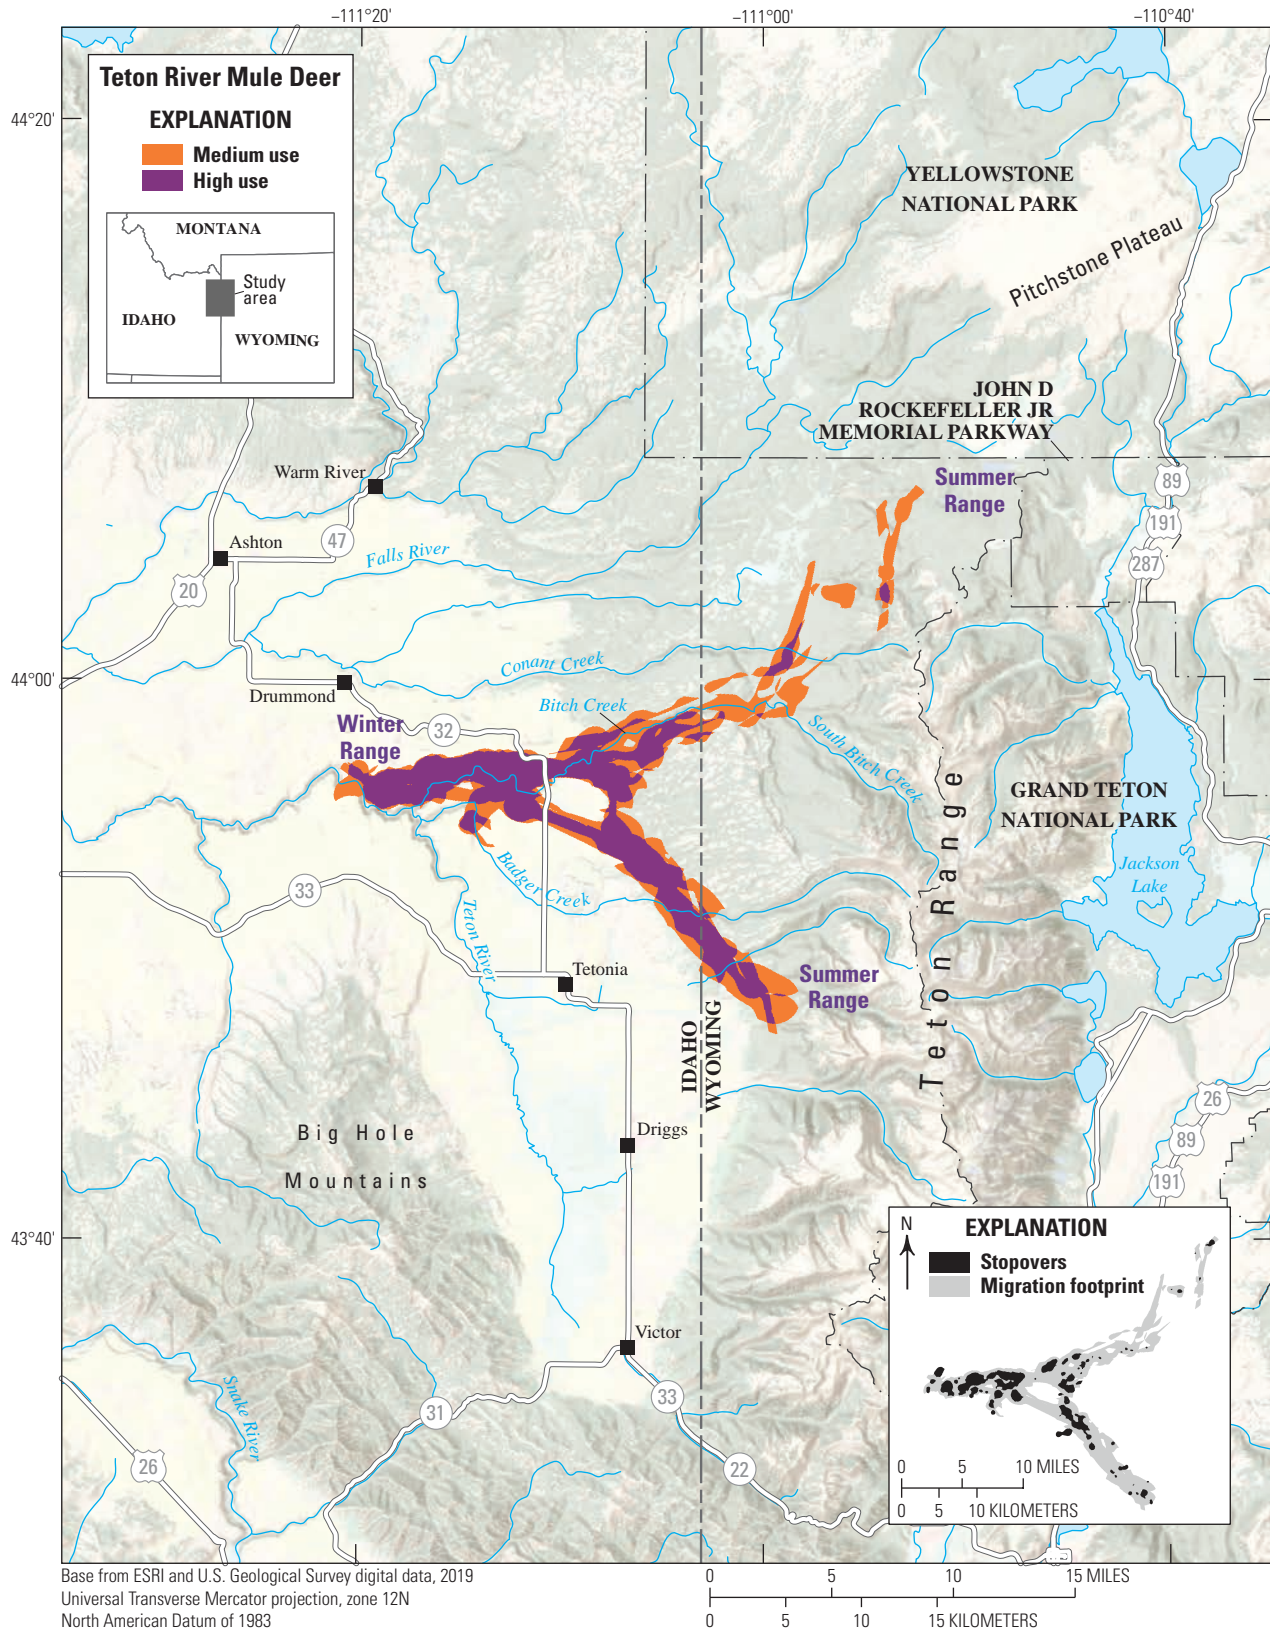 −111°20'
−111°00'
−110°40'
44°20'
44°00'
43°40'
Teton River Mule Deer
EXPLANATION
Medium use
High use
MONTANA
Study
area
IDAHO
WYOMING
YELLOWSTONE
NATIONAL PARK
Pitchstone Plateau
JOHN D
ROCKEFELLER JR
MEMORIAL PARKWAY
Warm River
Summer
Range
89
191
287
47
Ashton
Falls River
20
Conant Creek
Drummond
Bitch Creek
Winter
Range
32
South Bitch Creek
Teton Range
GRAND TETON
NATIONAL PARK
Jackson
Lake
33
Badger Creek
Teton River
Tetonia
Summer
Range
IDAHO
WYOMING
Big Hole
Mountains
Driggs
26
89
191
Victor
33
31
22
Snake River
26
N
EXPLANATION
Stopovers
Migration footprint
0 5 10 MILES
0 5 10 KILOMETERS
Base from ESRI and U.S. Geological Survey digital data, 2019
Universal Transverse Mercator projection, zone 12N
North American Datum of 1983
0 5 10 15 MILES
0 5 10 15 KILOMETERS